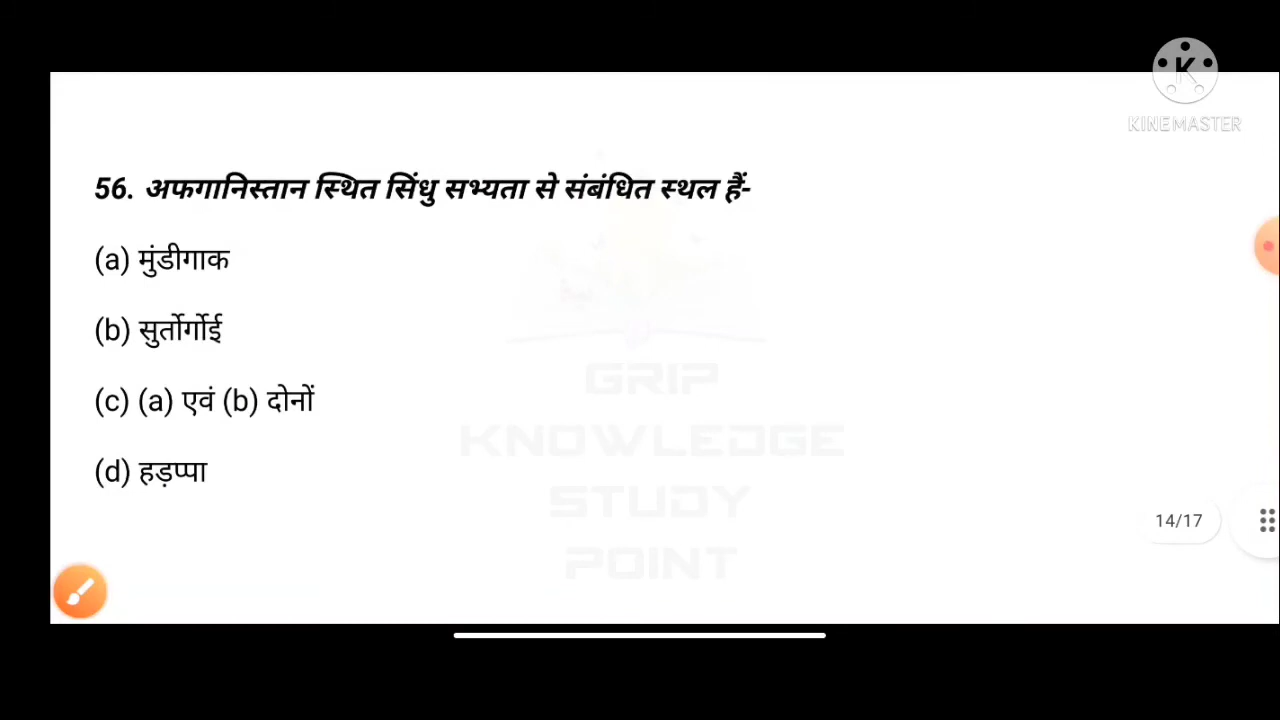 KINEMASTER
56. अफगानिस्तान स्थित सिंधु सभ्यता से संबंधित स्थल हैं-
(a) मुंडीगाक
(b) सुर्तोर्गोई
(c) (a) एवं (b) दोनों
(d) हड़प्पा
GRIP
KNOWLEDGE
STUDY
POINT
14/17